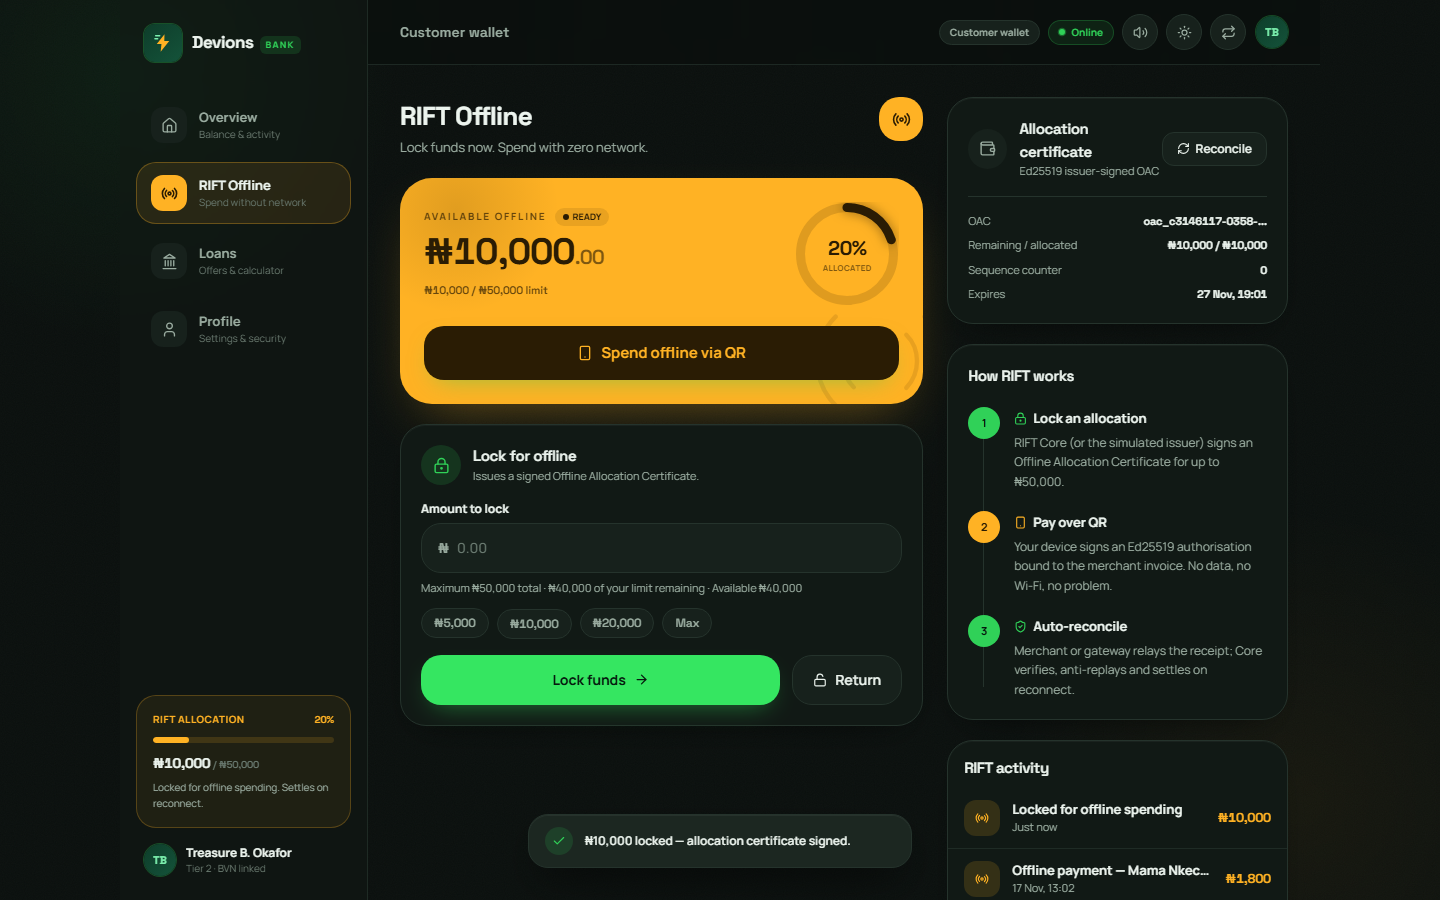 Devions BANK
Overview
Balance & activity
RIFT Offline
Spend without network
Loans
Offers & calculator
Profile
Settings & security
RIFT ALLOCATION 20%
₦10,000 / ₦50,000
Locked for offline spending. Settles on
reconnect.
TB
Treasure B. Okafor
Tier 2 · BVN linked
Customer wallet
Customer wallet
Online
TB
RIFT Offline
Lock funds now. Spend with zero network.
AVAILABLE OFFLINE
READY
₦10,000.00
₦10,000 / ₦50,000 limit
20%
ALLOCATED
Spend offline via QR
Lock for offline
Issues a signed Offline Allocation Certificate.
Amount to lock
₦ 0.00
Maximum ₦50,000 total · ₦40,000 of your limit remaining · Available ₦40,000
₦5,000
₦10,000
₦20,000
Max
Lock funds
Return
₦10,000 locked — allocation certificate signed.
Allocation
certificate
Ed25519 issuer-signed OAC
Reconcile
OAC oac_c3146117-0358-...
Remaining / allocated ₦10,000 / ₦10,000
Sequence counter 0
Expires 27 Nov, 19:01
How RIFT works
1 Lock an allocation
RIFT Core (or the simulated issuer) signs an
Offline Allocation Certificate for up to
₦50,000.
2 Pay over QR
Your device signs an Ed25519 authorisation
bound to the merchant invoice. No data, no
Wi-Fi, no problem.
3 Auto-reconcile
Merchant or gateway relays the receipt; Core
verifies, anti-replays and settles on
reconnect.
RIFT activity
Locked for offline spending ₦10,000
Just now
Offline payment — Mama Nkec... ₦1,800
17 Nov, 13:02